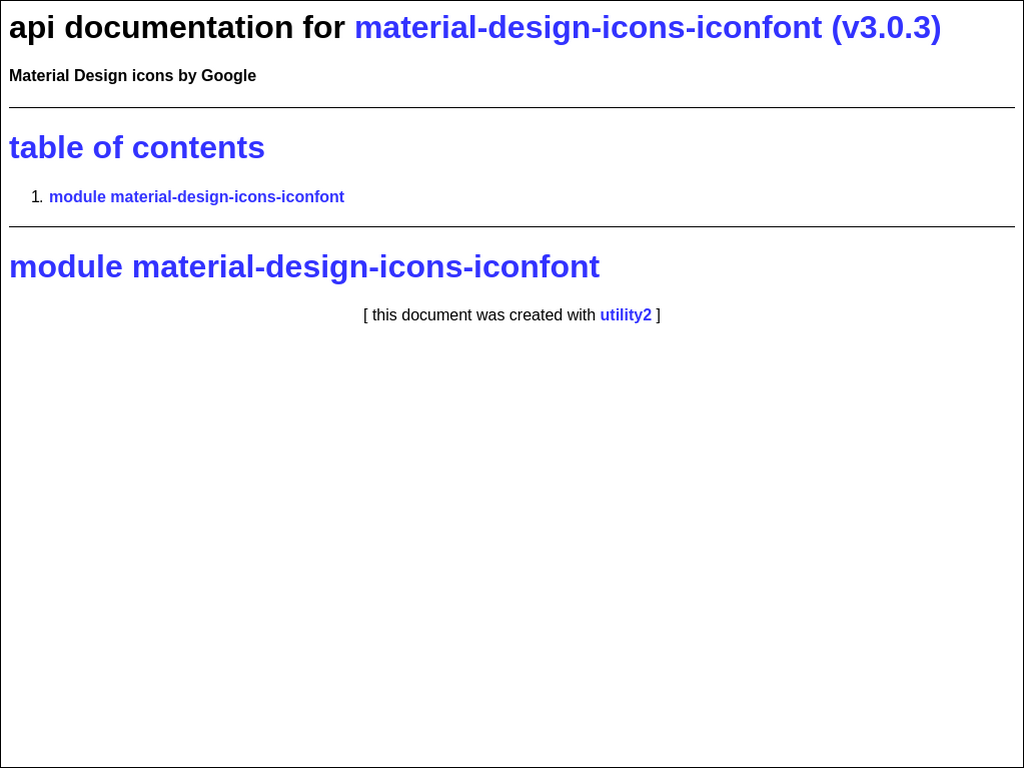 api documentation for material-design-icons-iconfont (v3.0.3)
Material Design icons by Google
table of contents
1. module material-design-icons-iconfont
module material-design-icons-iconfont
[ this document was created with utility2 ]